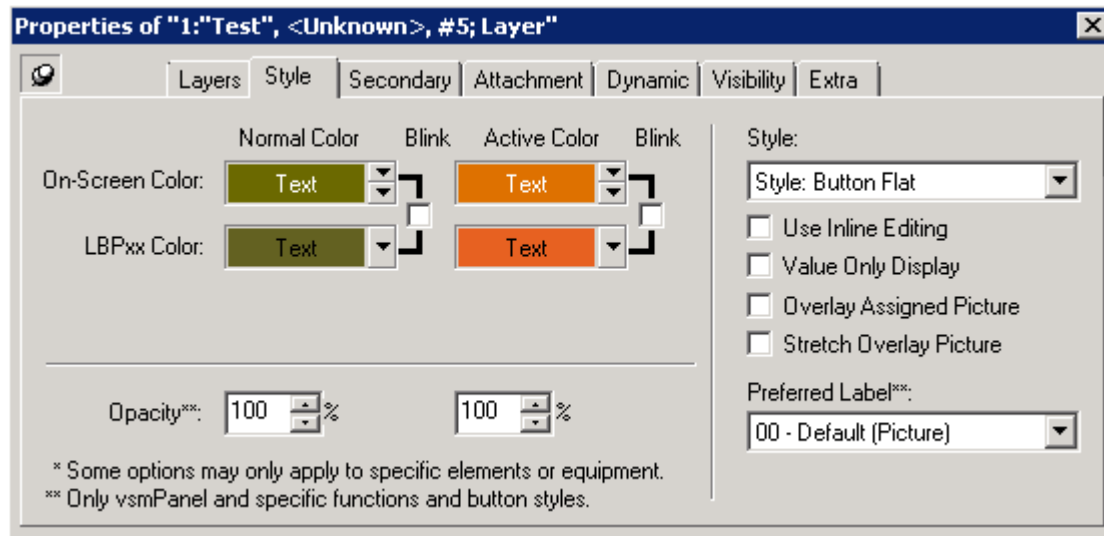 Properties of "1:"Test", <Unknown>, #5; Layer"
Layers Style Secondary Attachment Dynamic Visibility Extra
Normal Color Blink Active Color Blink
On-Screen Color: Text Text
LBPxx Color: Text Text
Opacity**: 100 % 100 %
* Some options may only apply to specific elements or equipment.
** Only vsmPanel and specific functions and button styles.
Style:
Style: Button Flat
Use Inline Editing
Value Only Display
Overlay Assigned Picture
Stretch Overlay Picture
Preferred Label**:
00 - Default (Picture)